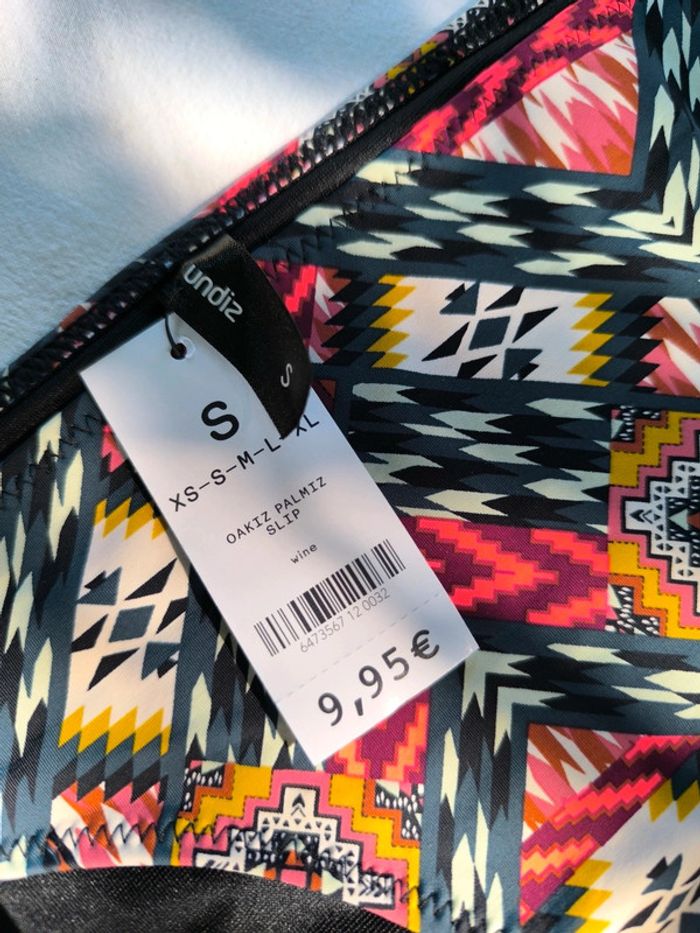 undiz
S
S
XS-S-M-L-XL
OAKIZ PALMIZ
SLIP
wine
6473567 12 0032
9,95€